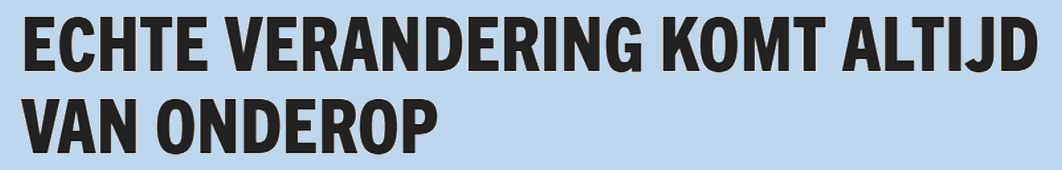 ECHTE VERANDERING KOMT ALTIJD
VAN ONDEROP